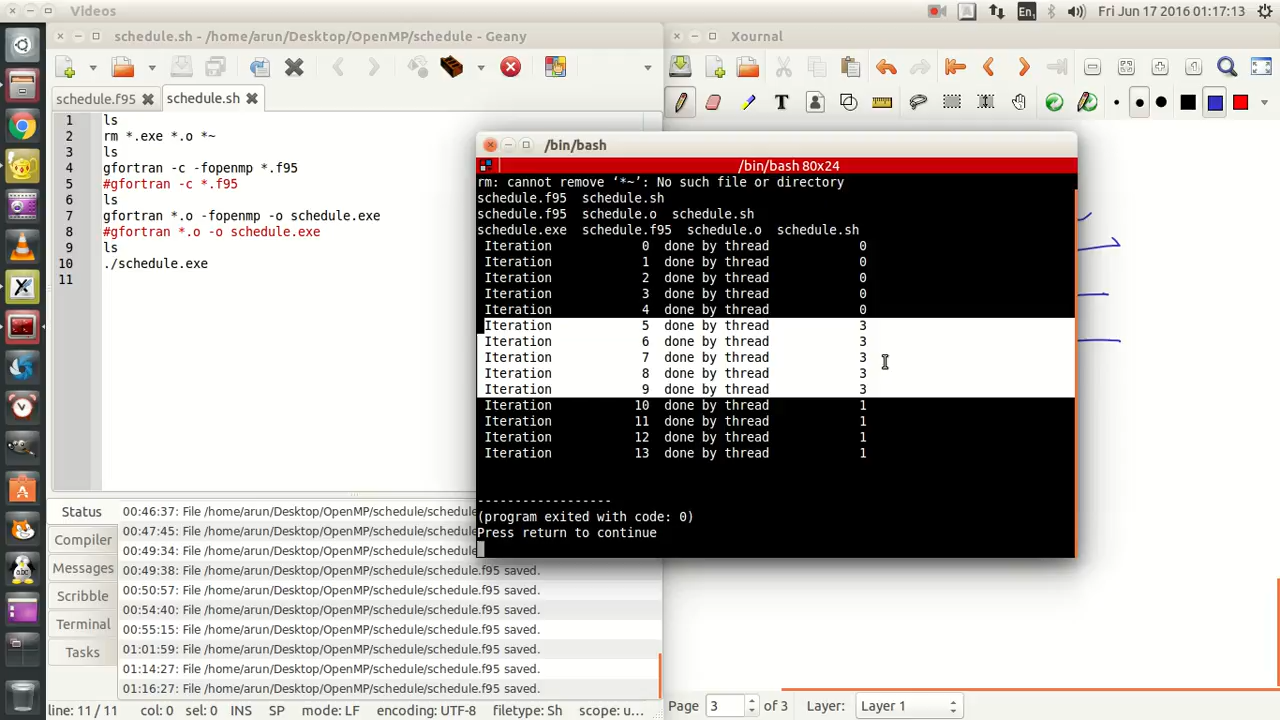 Videos
En1
Fri Jun 17 2016 01:17:13
schedule.sh - /home/arun/Desktop/OpenMP/schedule - Geany
Xournal
T
schedule.f95
schedule.sh
1 ls
2 rm *.exe *.o *~
3 ls
4 gfortran -c -fopenmp *.f95
5 #gfortran -c *.f95
6 ls
7 gfortran *.o -fopenmp -o schedule.exe
8 #gfortran *.o -o schedule.exe
9 ls
10 ./schedule.exe
11
/bin/bash
/bin/bash 80x24
rm: cannot remove ‘*~’: No such file or directory
schedule.f95 schedule.sh
schedule.f95 schedule.o schedule.sh
schedule.exe schedule.f95 schedule.o schedule.sh
Iteration 0 done by thread 0
Iteration 1 done by thread 0
Iteration 2 done by thread 0
Iteration 3 done by thread 0
Iteration 4 done by thread 0
Iteration 5 done by thread 3
Iteration 6 done by thread 3
Iteration 7 done by thread 3
Iteration 8 done by thread 3
Iteration 9 done by thread 3
Iteration 10 done by thread 1
Iteration 11 done by thread 1
Iteration 12 done by thread 1
Iteration 13 done by thread 1
------------------
(program exited with code: 0)
Press return to continue
Status
Compiler
Messages
Scribble
Terminal
Tasks
00:46:37: File /home/arun/Desktop/OpenMP/schedule/schedule
00:47:45: File /home/arun/Desktop/OpenMP/schedule/schedule
00:49:34: File /home/arun/Desktop/OpenMP/schedule/schedule
00:49:38: File /home/arun/Desktop/OpenMP/schedule/schedule.f95 saved.
00:50:57: File /home/arun/Desktop/OpenMP/schedule/schedule.f95 saved.
00:54:40: File /home/arun/Desktop/OpenMP/schedule/schedule.f95 saved.
00:55:15: File /home/arun/Desktop/OpenMP/schedule/schedule.f95 saved.
01:01:59: File /home/arun/Desktop/OpenMP/schedule/schedule.f95 saved.
01:14:27: File /home/arun/Desktop/OpenMP/schedule/schedule.f95 saved.
01:16:27: File /home/arun/Desktop/OpenMP/schedule/schedule.f95 saved.
line: 11 / 11 col: 0 sel: 0 INS SP mode: LF encoding: UTF-8 filetype: Sh scope: u...
Page 3 of 3 Layer: Layer 1